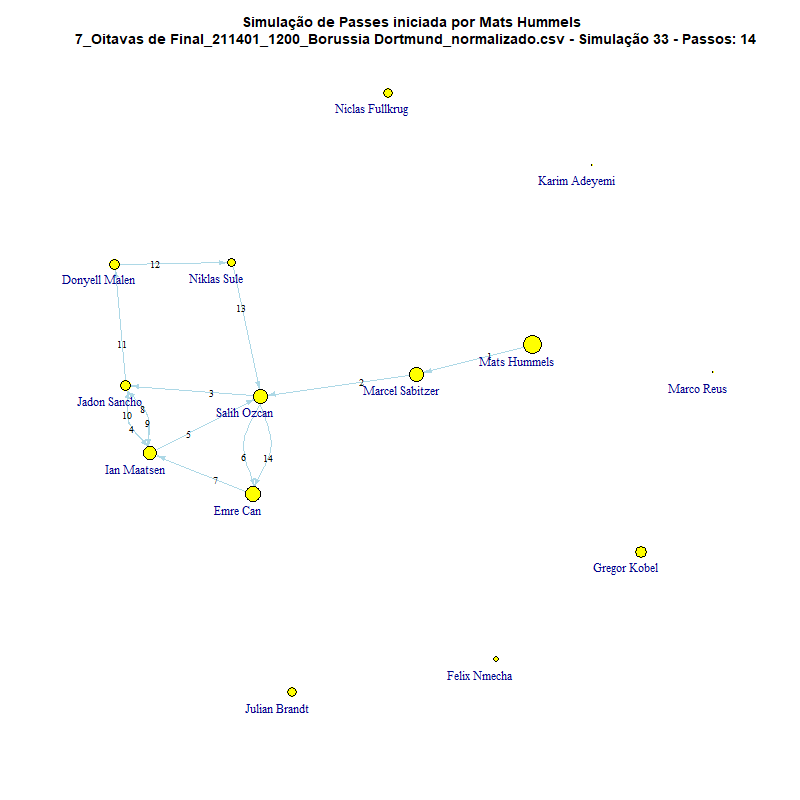 Simulação de Passes iniciada por Mats Hummels
7_Oitavas de Final_211401_1200_Borussia Dortmund_normalizado.csv - Simulação 33 - Passos: 14
Niclas Fullkrug
Karim Adeyemi
12
Donyell Malen
Niklas Sule
13
11
1
Mats Hummels
2
Marcel Sabitzer
Marco Reus
3
Jadon Sancho
8
Salih Ozcan
10
9
4
5
6
14
Ian Maatsen
7
Emre Can
Gregor Kobel
Felix Nmecha
Julian Brandt